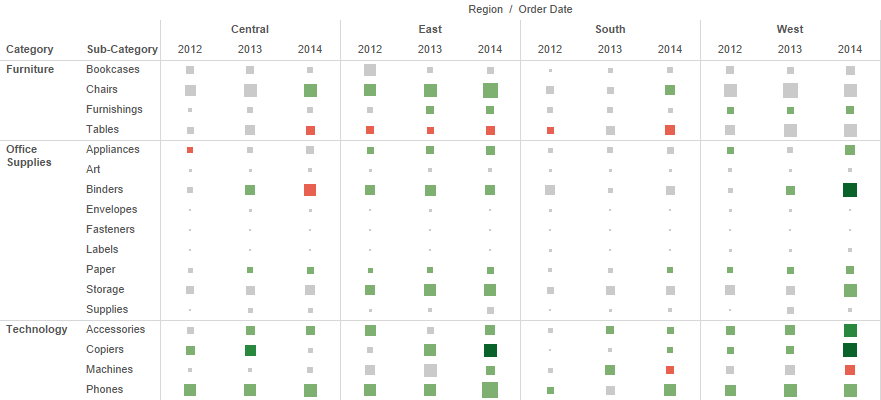 Region / Order Date
Central East South West
Category Sub-Category 2012 2013 2014 2012 2013 2014 2012 2013 2014 2012 2013 2014
Furniture Bookcases
Chairs
Furnishings
Tables
Office Appliances
Supplies
Art
Binders
Envelopes
Fasteners
Labels
Paper
Storage
Supplies
Technology Accessories
Copiers
Machines
Phones